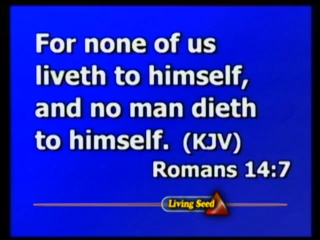 For none of us
liveth to himself,
and no man dieth
to himself. (KJV)
Romans 14:7
Living Seed